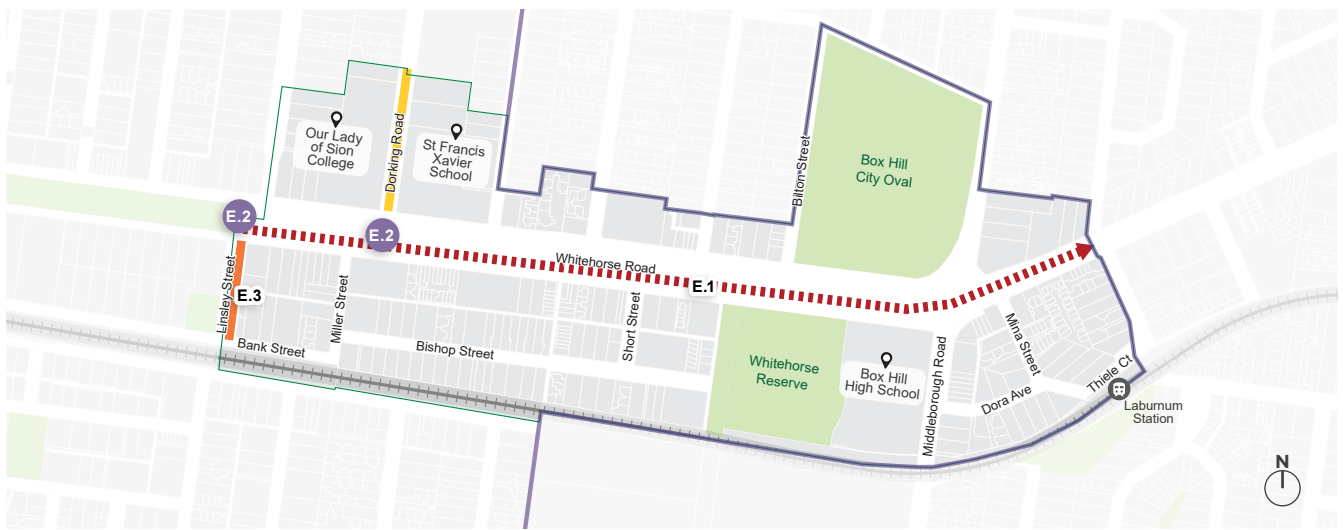 Our Lady
of Sion
College
Dorking Road
St Francis
Xavier
School
Bilton Street
Box Hill
City Oval
E.2
E.2
Whitehorse Road
E.1
Linsley Street
E.3
Miller Street
Short Street
Bank Street
Bishop Street
Whitehorse
Reserve
Box Hill
High School
Middleborough Road
Mina Street
Dora Ave
Thiele Ct
Laburnum
Station
N